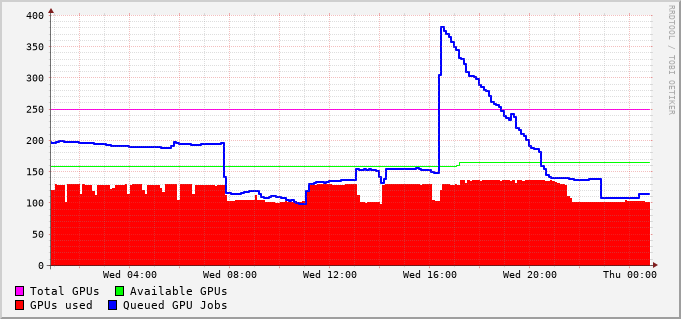 400
350
300
250
200
150
100
50
0
Wed 04:00 Wed 08:00 Wed 12:00 Wed 16:00 Wed 20:00 Thu 00:00
Total GPUs Available GPUs
GPUs used Queued GPU Jobs
RRDTOOL / TOBI OETIKER